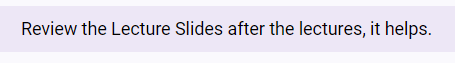 Review the Lecture Slides after the lectures, it helps.